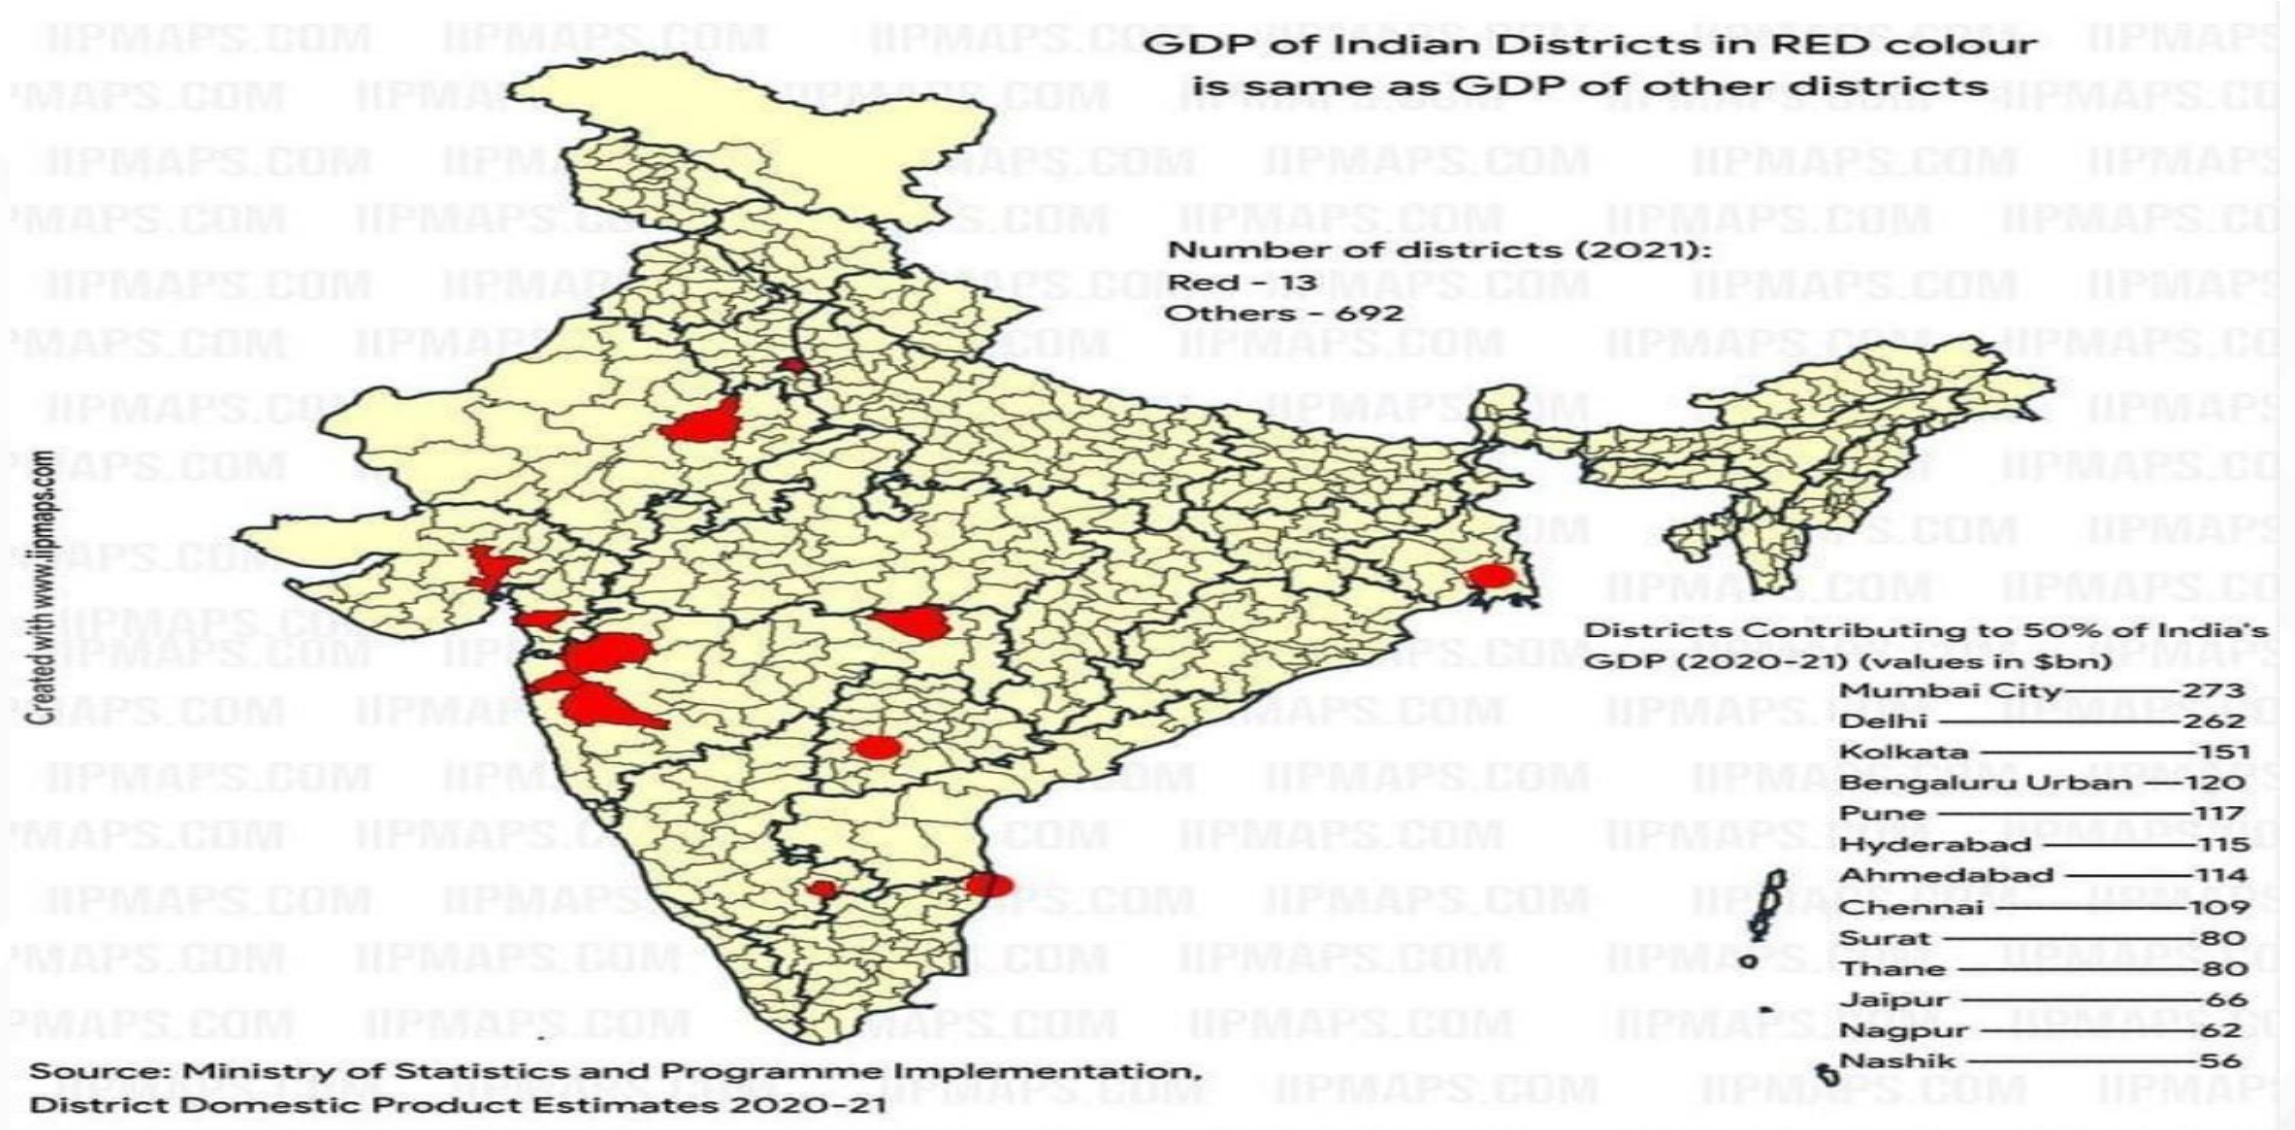 GDP of Indian Districts in RED colour
is same as GDP of other districts
Number of districts (2021):
Red - 13
Others - 692
Created with www.iipmaps.com
Districts Contributing to 50% of India's
GDP (2020-21) (values in $bn)
Mumbai City 273
Delhi 262
Kolkata 151
Bengaluru Urban 120
Pune 117
Hyderabad 115
Ahmedabad 114
Chennai 109
Surat 80
Thane 80
Jaipur 66
Nagpur 62
Nashik 56
Source: Ministry of Statistics and Programme Implementation,
District Domestic Product Estimates 2020-21
IIPMAPS.COM